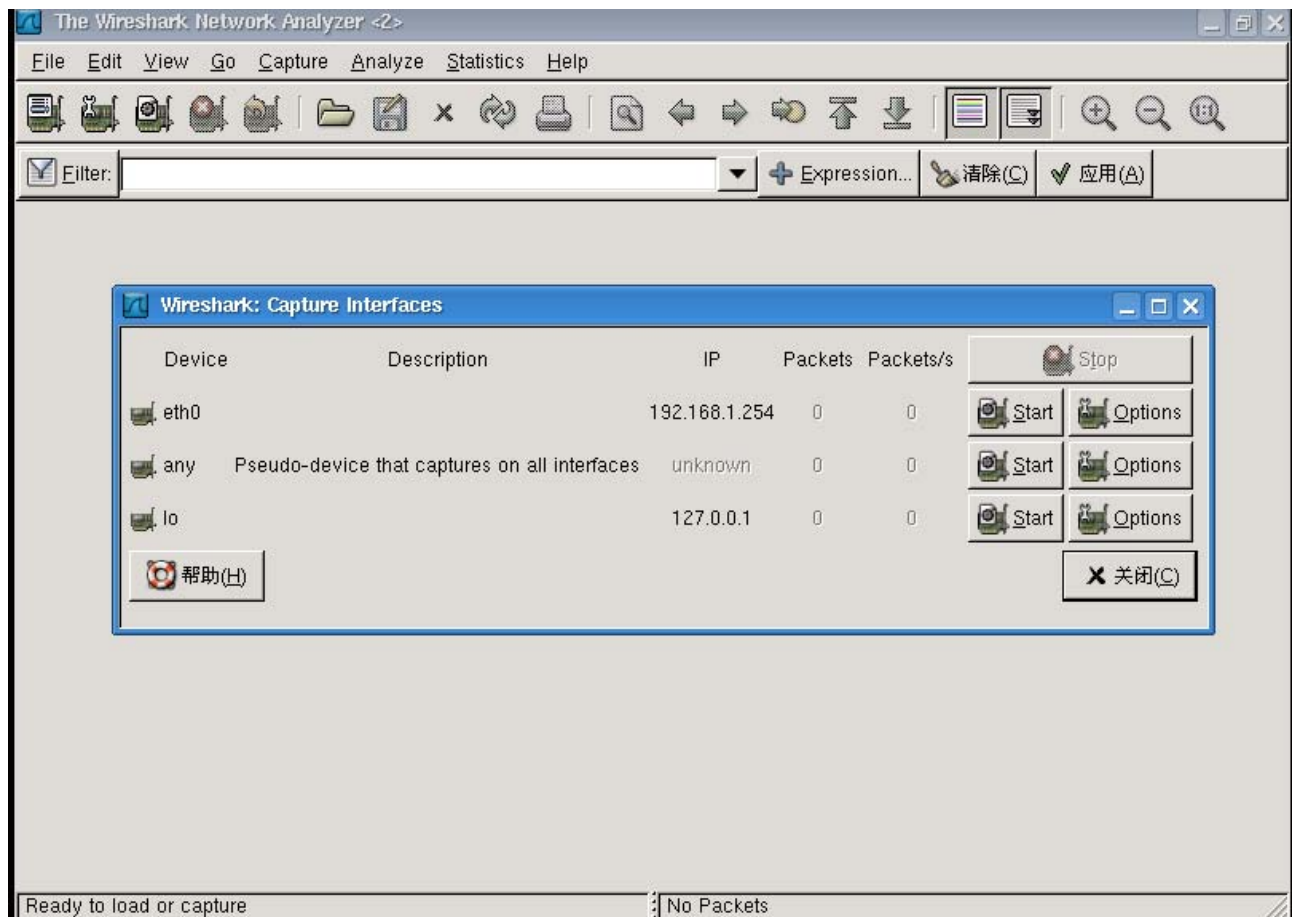 The Wireshark Network Analyzer <2>
File Edit View Go Capture Analyze Statistics Help
Filter: Expression... 清除(C) 应用(A)
Wireshark: Capture Interfaces
Device Description IP Packets Packets/s Stop
eth0 192.168.1.254 0 0 Start Options
any Pseudo-device that captures on all interfaces unknown 0 0 Start Options
lo 127.0.0.1 0 0 Start Options
帮助(H) 关闭(C)
Ready to load or capture No Packets